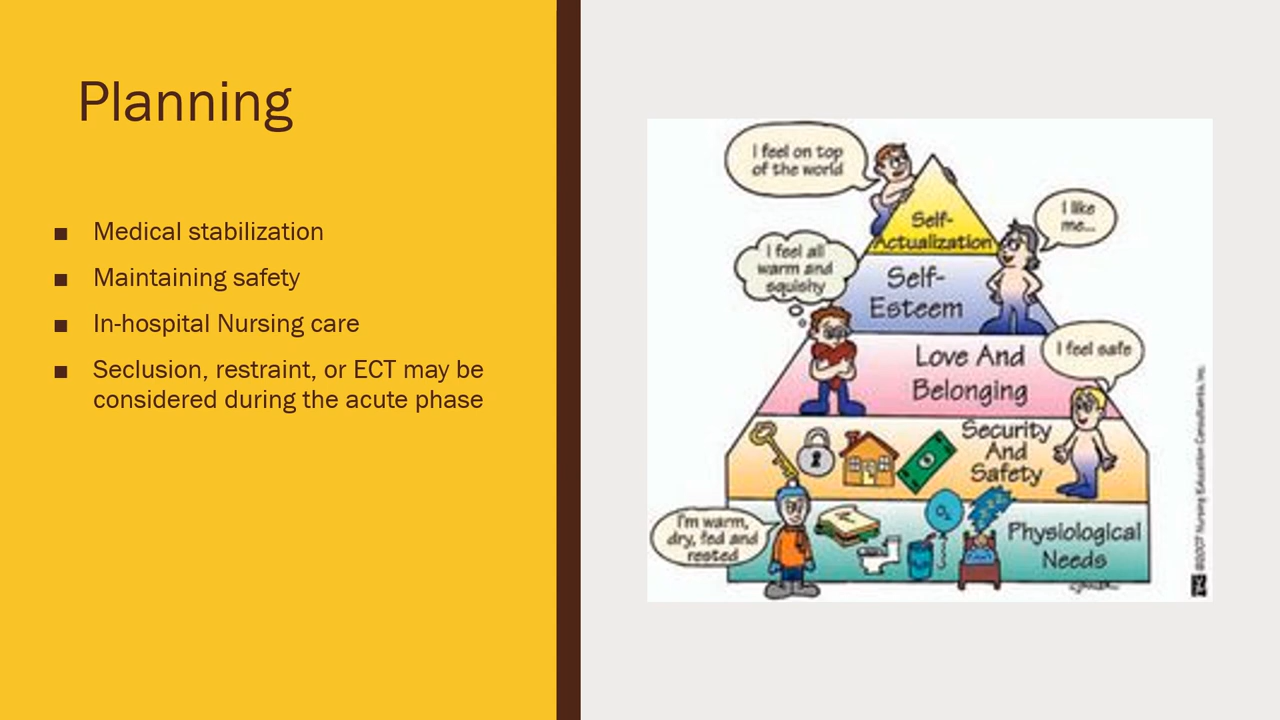 Planning
■ Medical stabilization
■ Maintaining safety
■ In-hospital Nursing care
■ Seclusion, restraint, or ECT may be
considered during the acute phase
I feel on top
of the world
I like
me...
Self-
Actualization
I feel all
warm and
squishy
Self-
Esteem
I feel safe
Love And
Belonging
Security
And
Safety
I'm warm,
dry, fed and
rested
O2
Physiological
Needs
©2007 Nursing Education Consultants, Inc.